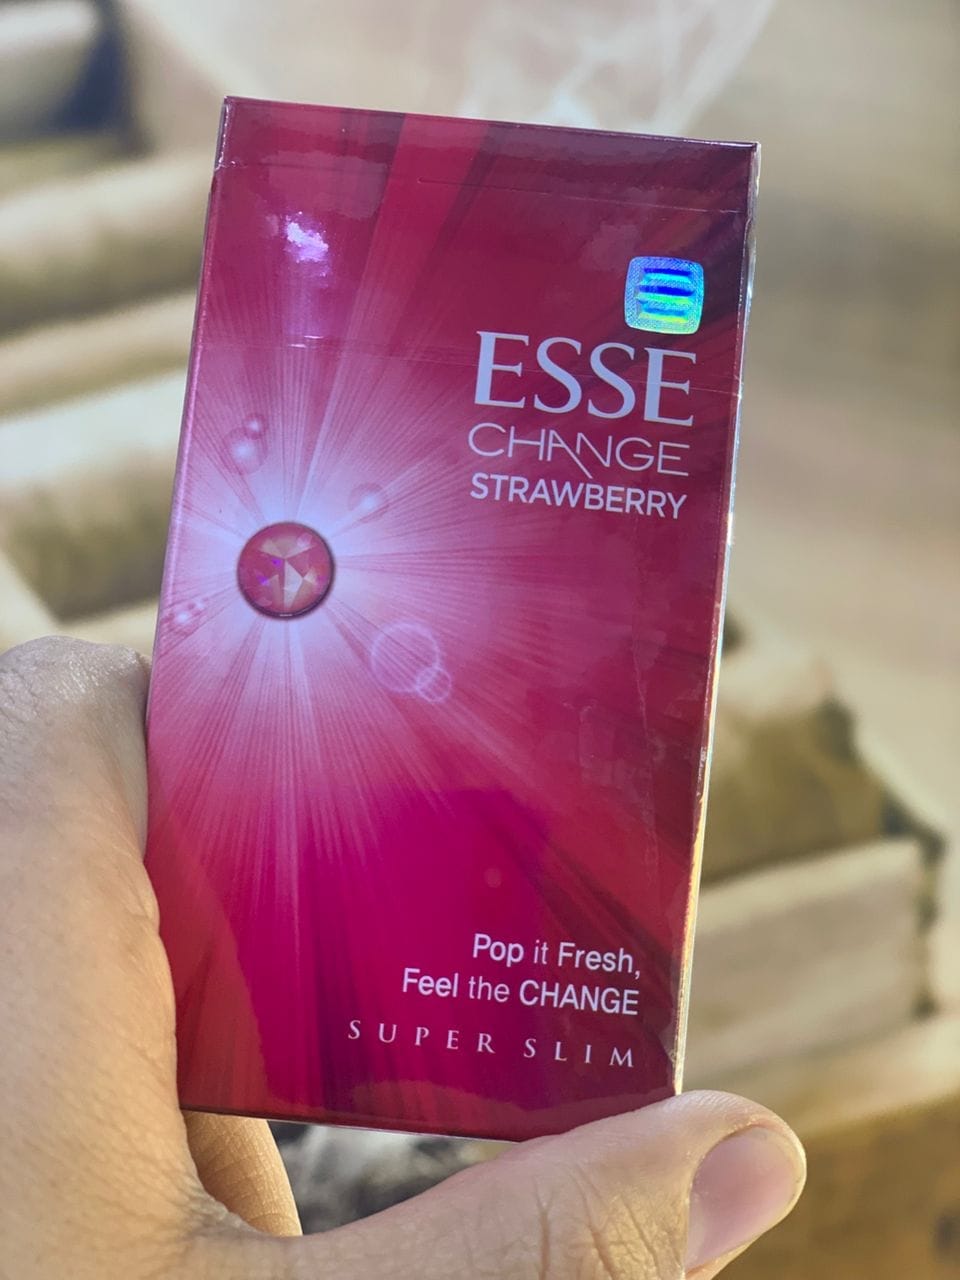 ESSE
CHANGE
STRAWBERRY
Pop it Fresh,
Feel the CHANGE
SUPER SLIM